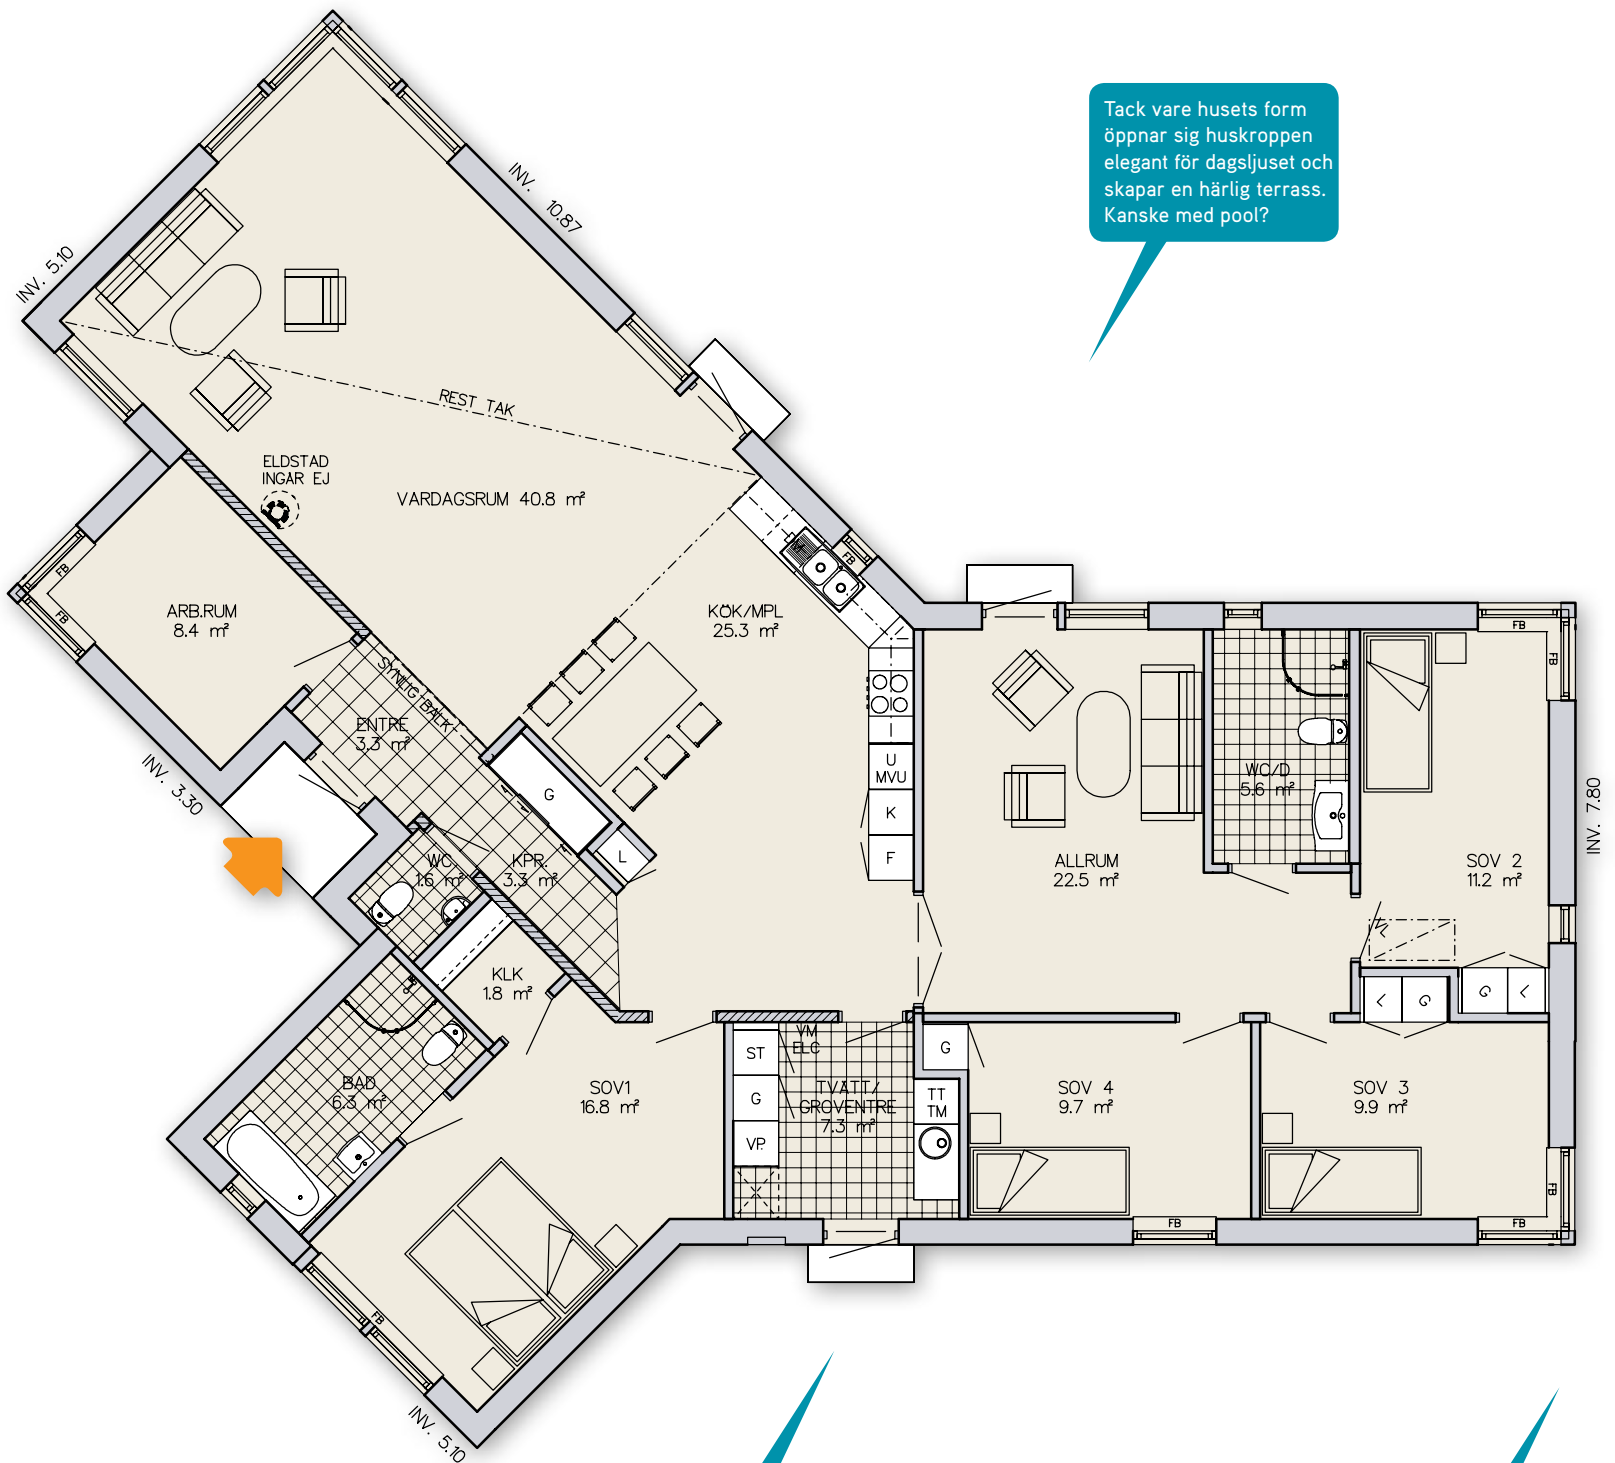 Tack vare husets form
öppnar sig huskroppen
elegant för dagsljuset och
skapar en härlig terrass.
Kanske med pool?
INV. 10.87
INV. 5.10
REST TAK
ELDSTAD
INGAR EJ
VARDAGSRUM 40.8 m²
FB
FB
FB
ARB.RUM
8.4 m²
KÖK/MPL
25.3 m²
SYNLIG BALK
ENTRE
3.3 m²
INV. 3.30
G
L
U
MVU
K
F
WC
1.6 m²
KPR.
3.3 m²
KLK
1.8 m²
ALLRUM
22.5 m²
WC/D
5.6 m²
FB
FB
SOV 2
11.2 m²
INV. 7.80
L
G
G
L
BAD
6.3 m²
SOV1
16.8 m²
VM
ELC
ST
G
VP.
TVÄTT/
GROVENTRE
7.3 m²
G
TT
TM
SOV 4
9.7 m²
SOV 3
9.9 m²
FB
FB
FB
FB
INV. 5.10